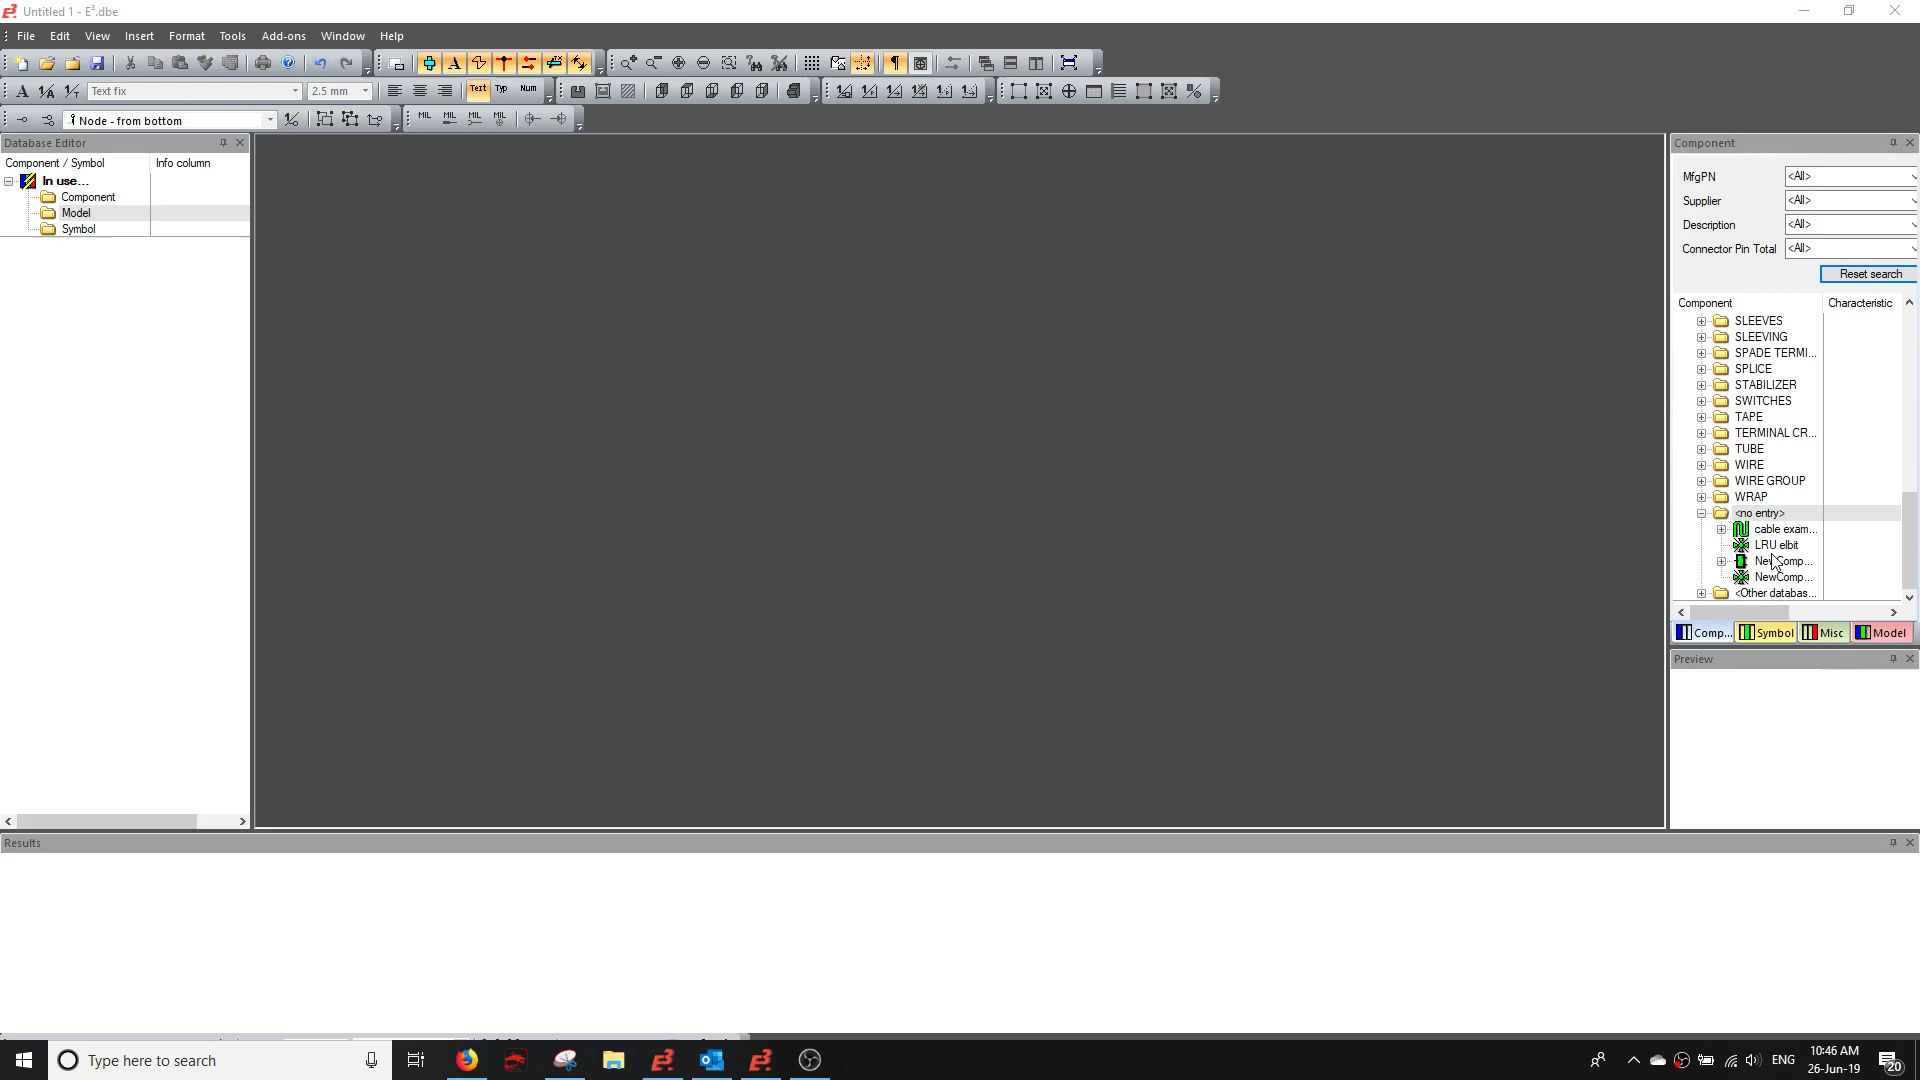 Untitled 1 - E³.dbe
File Edit View Insert Format Tools Add-ons Window Help
Text fix 2.5 mm Text Typ Num
Node - from bottom MIL MIL MIL MIL
Database Editor
Component / Symbol Info column
In use...
Component
Model
Symbol
Component
MfgPN <All>
Supplier <All>
Description <All>
Connector Pin Total <All>
Reset search
Component Characteristic
SLEEVES
SLEEVING
SPADE TERMI...
SPLICE
STABILIZER
SWITCHES
TAPE
TERMINAL CR...
TUBE
WIRE
WIRE GROUP
WRAP
<no entry>
cable exam...
LRU elbit
NewComp...
NewComp...
<Other databas...
Comp... Symbol Misc Model
Preview
Results
Type here to search
ENG
10:46 AM
26-Jun-19
20